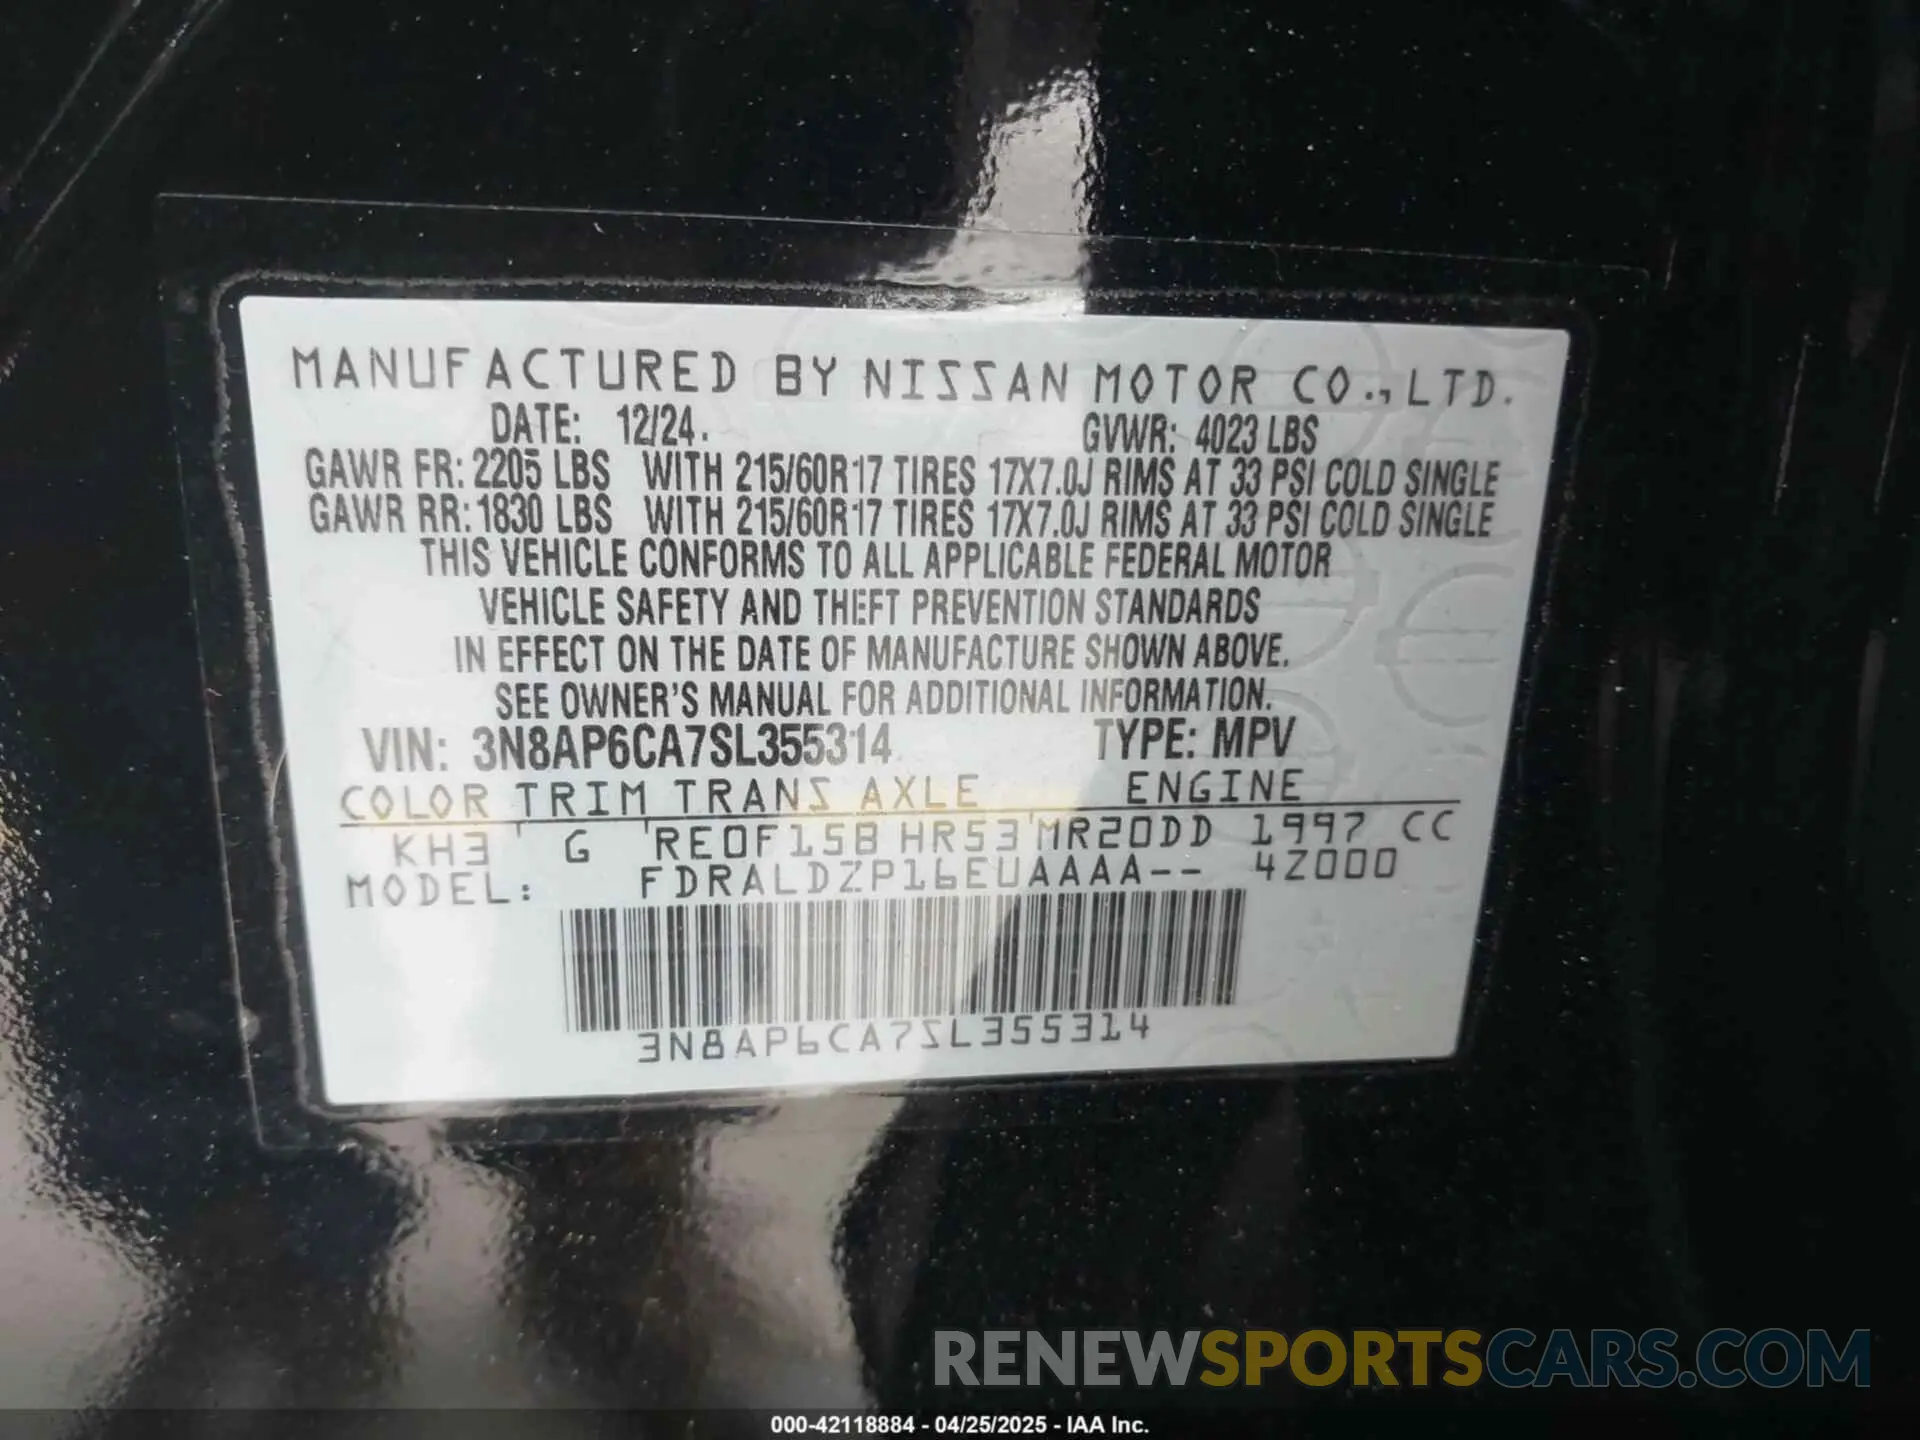 MANUFACTURED BY NISSAN MOTOR CO., LTD.
DATE: 12/24. GVWR: 4023 LBS
GAWR FR: 2205 LBS WITH 215/60R17 TIRES 17X7.0J RIMS AT 33 PSI COLD SINGLE
GAWR RR: 1830 LBS WITH 215/60R17 TIRES 17X7.0J RIMS AT 33 PSI COLD SINGLE
THIS VEHICLE CONFORMS TO ALL APPLICABLE FEDERAL MOTOR
VEHICLE SAFETY AND THEFT PREVENTION STANDARDS
IN EFFECT ON THE DATE OF MANUFACTURE SHOWN ABOVE.
SEE OWNER'S MANUAL FOR ADDITIONAL INFORMATION.
VIN: 3N8AP6CA7SL355314 TYPE: MPV
COLOR TRIM TRANS AXLE ENGINE
KH3 G RE0F15B HR53 MR20DD 1997 CC
MODEL: FDRALDZP16EUAAAA-- 4Z000
3N8AP6CA7SL355314
RENEWSPORTSCARS.COM
000-42118884 - 04/25/2025 - IAA Inc.